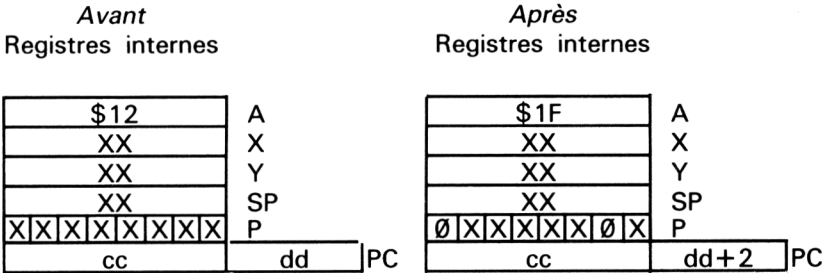 Avant Après
Registres internes Registres internes
$12 A $1F A
XX X XX X
XX Y XX Y
XX SP XX SP
X X X X X X X X P Ø X X X X X Ø X P
cc dd PC cc dd+2 PC